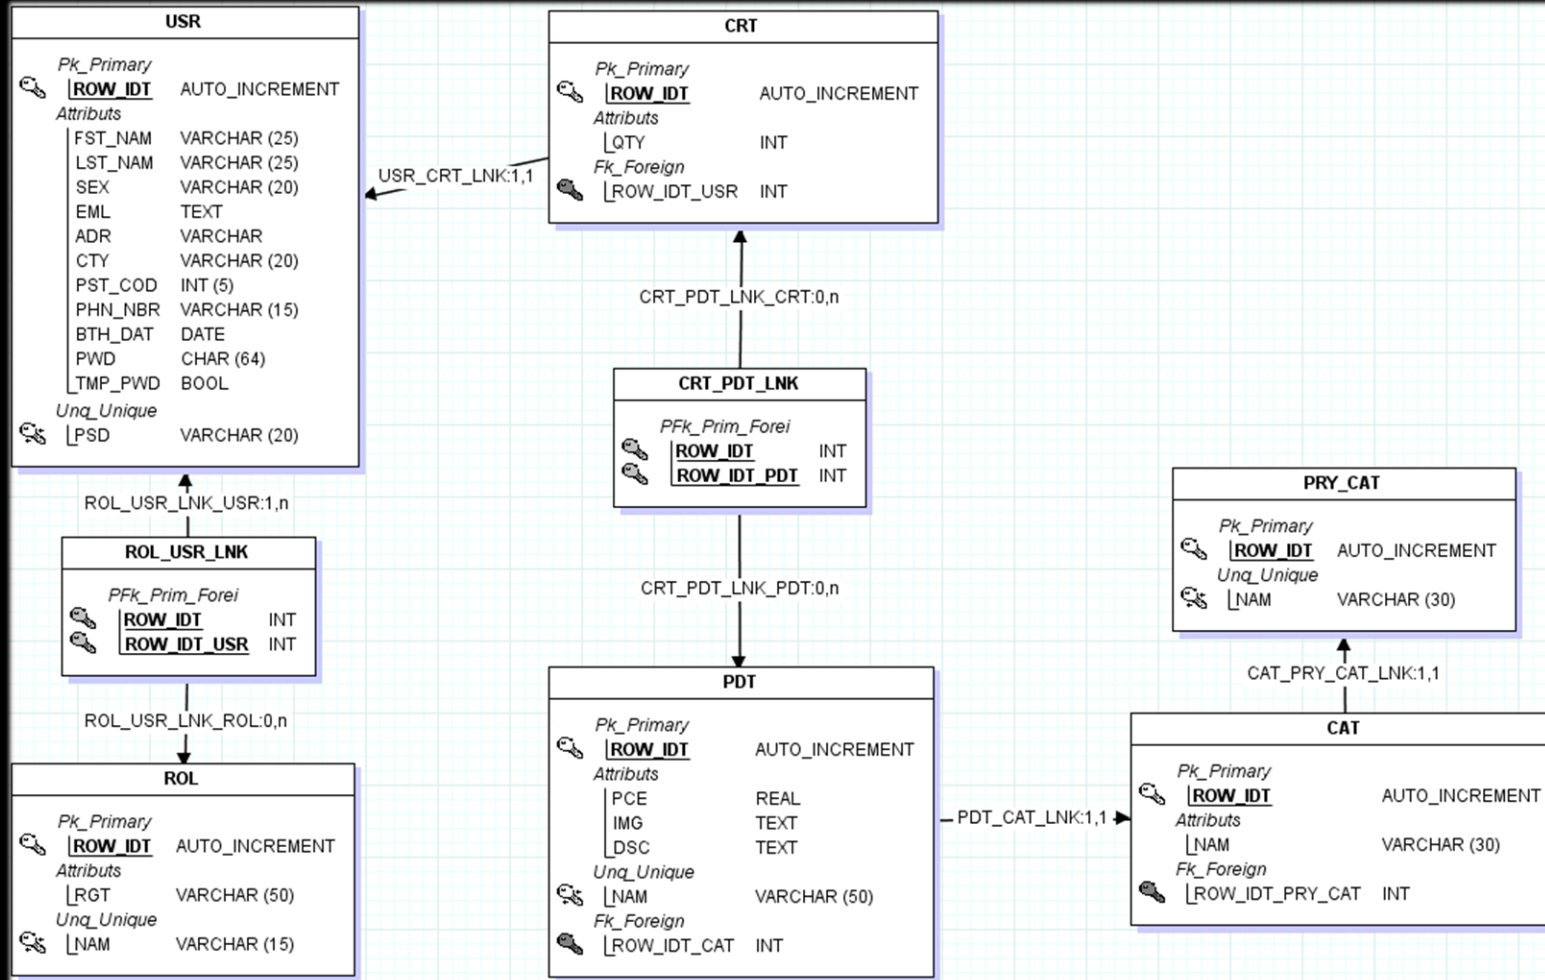 USR
Pk_Primary
ROW_IDT AUTO_INCREMENT
Attributs
FST_NAM VARCHAR (25)
LST_NAM VARCHAR (25)
SEX VARCHAR (20)
EML TEXT
ADR VARCHAR
CTY VARCHAR (20)
PST_COD INT (5)
PHN_NBR VARCHAR (15)
BTH_DAT DATE
PWD CHAR (64)
TMP_PWD BOOL
Unq_Unique
PSD VARCHAR (20)
USR_CRT_LNK:1,1
CRT
Pk_Primary
ROW_IDT AUTO_INCREMENT
Attributs
QTY INT
Fk_Foreign
ROW_IDT_USR INT
CRT_PDT_LNK_CRT:0,n
CRT_PDT_LNK
PFk_Prim_Forei
ROW_IDT INT
ROW_IDT_PDT INT
CRT_PDT_LNK_PDT:0,n
ROL_USR_LNK_USR:1,n
ROL_USR_LNK
PFk_Prim_Forei
ROW_IDT INT
ROW_IDT_USR INT
ROL_USR_LNK_ROL:0,n
ROL
Pk_Primary
ROW_IDT AUTO_INCREMENT
Attributs
RGT VARCHAR (50)
Unq_Unique
NAM VARCHAR (15)
PDT
Pk_Primary
ROW_IDT AUTO_INCREMENT
Attributs
PCE REAL
IMG TEXT
DSC TEXT
Unq_Unique
NAM VARCHAR (50)
Fk_Foreign
ROW_IDT_CAT INT
PDT_CAT_LNK:1,1
PRY_CAT
Pk_Primary
ROW_IDT AUTO_INCREMENT
Unq_Unique
NAM VARCHAR (30)
CAT_PRY_CAT_LNK:1,1
CAT
Pk_Primary
ROW_IDT AUTO_INCREMENT
Attributs
NAM VARCHAR (30)
Fk_Foreign
ROW_IDT_PRY_CAT INT